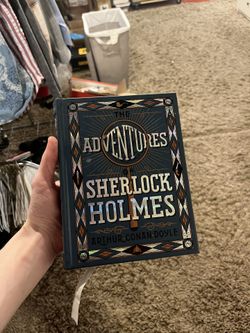 THE
ADVENTURES
OF
SHERLOCK
HOLMES
ARTHUR CONAN DOYLE